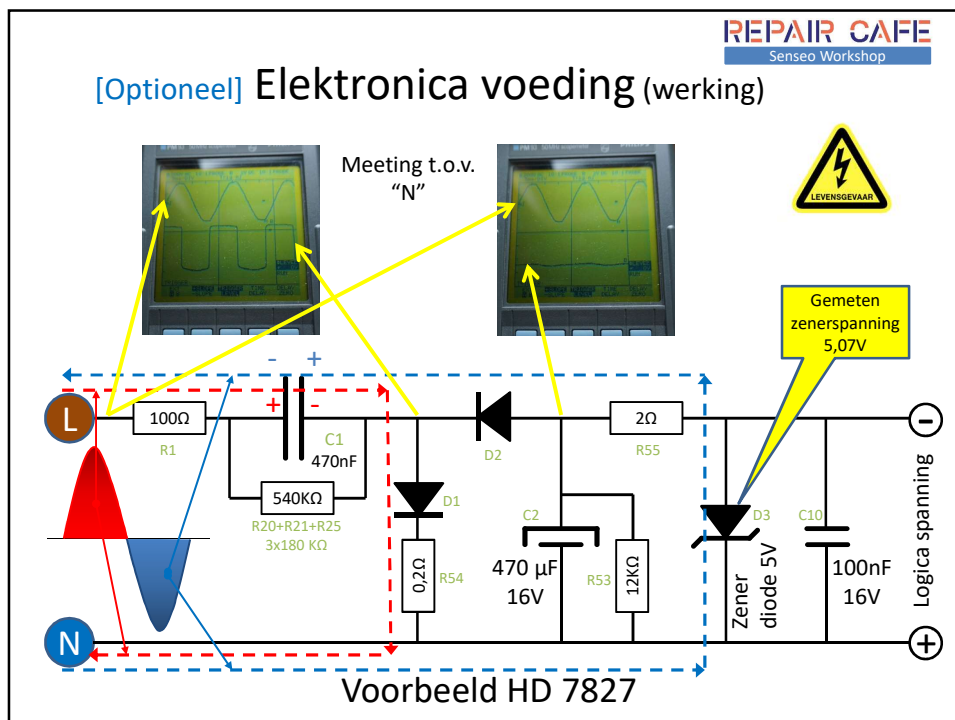 REPAIR CAFE
Senseo Workshop
[Optioneel] Elektronica voeding (werking)
Meeting t.o.v.
“N”
LEVENSGEVAAR
Gemeten
zenerspanning
5,07V
- +
+ -
L
100Ω
R1
C1
470nF
540KΩ
R20+R21+R25
3x180 KΩ
D1
0,2Ω
R54
D2
2Ω
R55
C2
470 µF
16V
12KΩ
R53
D3
Zener
diode 5V
C10
100nF
16V
-
Logica spanning
+
N
Voorbeeld HD 7827